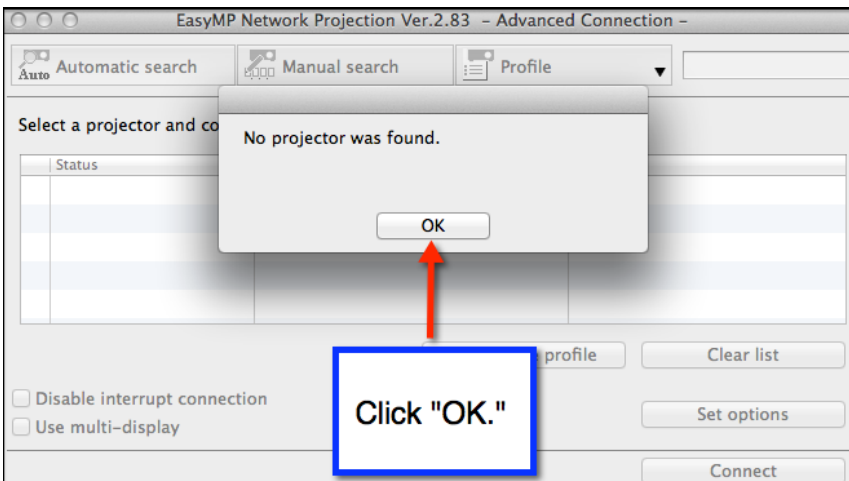 EasyMP Network Projection Ver.2.83 - Advanced Connection -
Auto Automatic search Manual search Profile
Select a projector and co
No projector was found.
Status
OK
profile Clear list
Disable interrupt connection
Click "OK."
Set options
Use multi-display
Connect